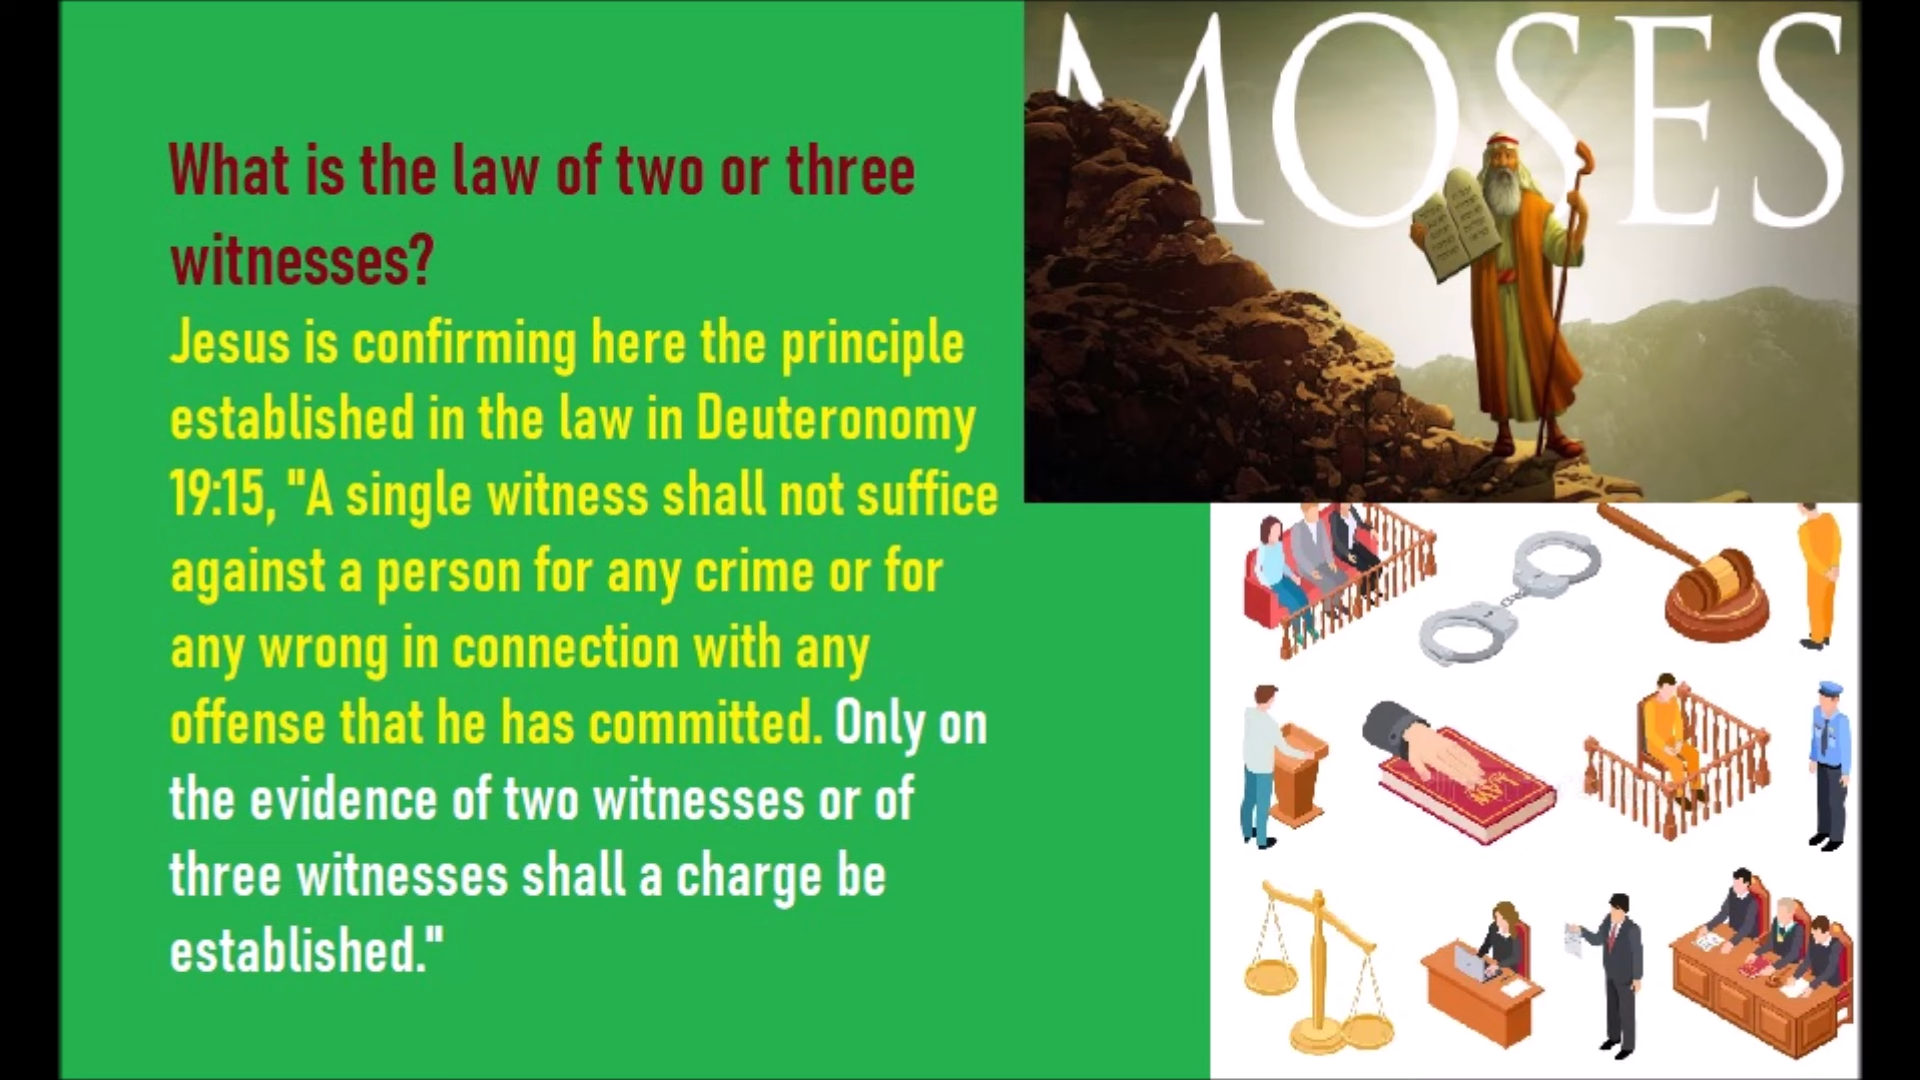 MOSES
What is the law of two or three
witnesses?
Jesus is confirming here the principle
established in the law in Deuteronomy
19:15, "A single witness shall not suffice
against a person for any crime or for
any wrong in connection with any
offense that he has committed. Only on
the evidence of two witnesses or of
three witnesses shall a charge be
established."